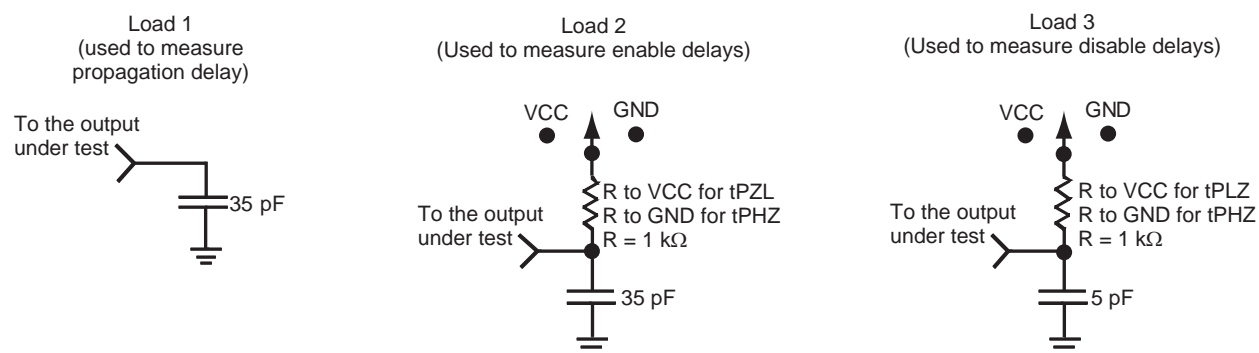 Load 1
(used to measure
propagation delay)
To the output
under test
35 pF
Load 2
(Used to measure enable delays)
VCC
GND
R to VCC for tPZL
R to GND for tPHZ
R = 1 kΩ
To the output
under test
35 pF
Load 3
(Used to measure disable delays)
VCC
GND
R to VCC for tPLZ
R to GND for tPHZ
R = 1 kΩ
To the output
under test
5 pF